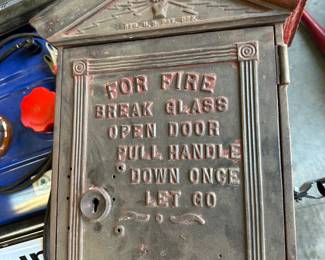 FOR FIRE
BREAK GLASS
OPEN DOOR
PULL HANDLE
DOWN ONCE
LET GO